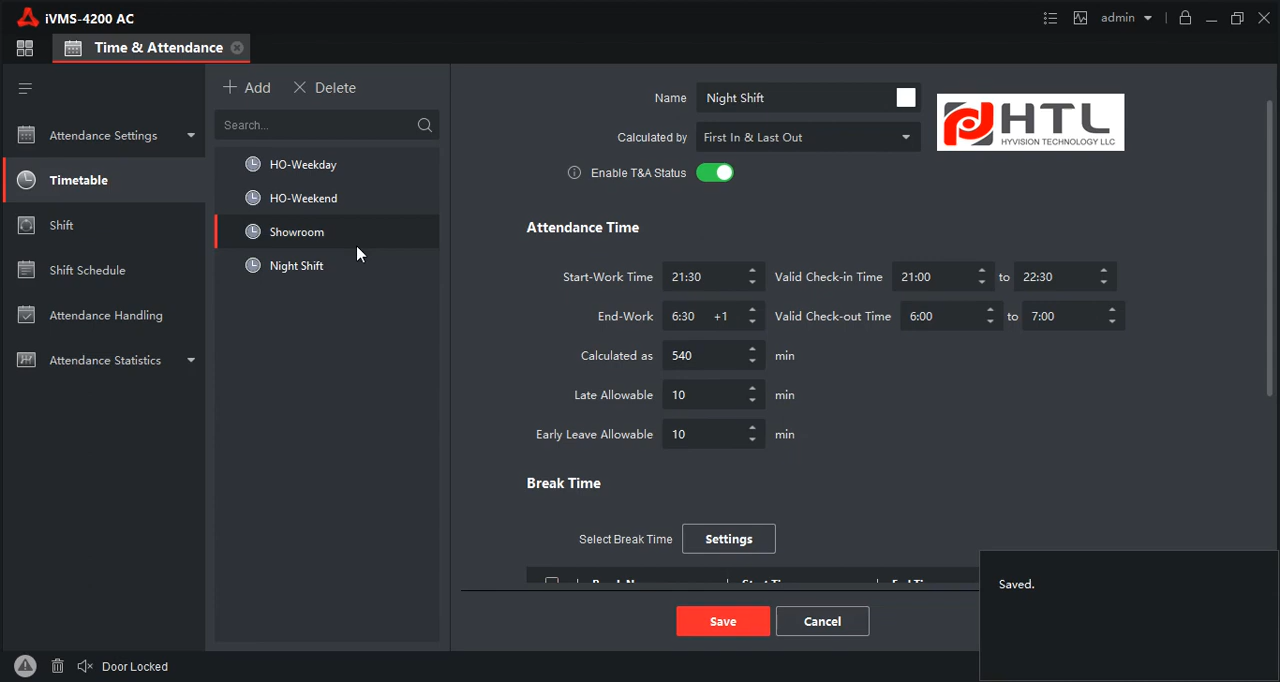 iVMS-4200 AC
admin
Time & Attendance
Add
Delete
Search...
Attendance Settings
Timetable
Shift
Shift Schedule
Attendance Handling
Attendance Statistics
HO-Weekday
HO-Weekend
Showroom
Night Shift
Name Night Shift
Calculated by First In & Last Out
Enable T&A Status
HTL
HYVISION TECHNOLOGY LLC
Attendance Time
Start-Work Time 21:30 Valid Check-in Time 21:00 to 22:30
End-Work 6:30 +1 Valid Check-out Time 6:00 to 7:00
Calculated as 540 min
Late Allowable 10 min
Early Leave Allowable 10 min
Break Time
Select Break Time Settings
Save Cancel
Saved.
Door Locked